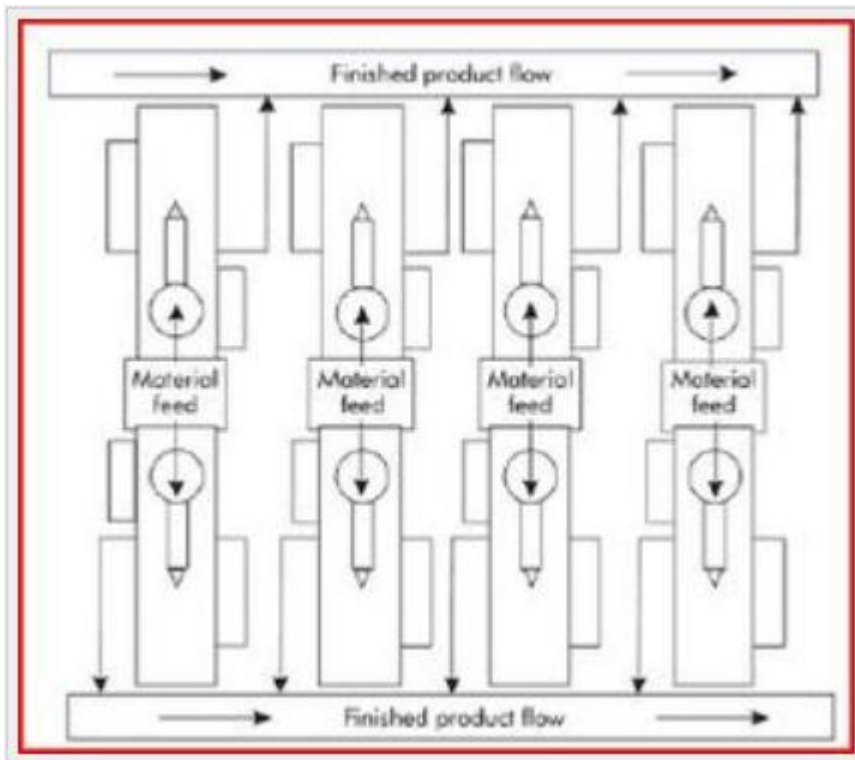 Finished product flow
Material
feed
Material
feed
Material
feed
Material
feed
Finished product flow